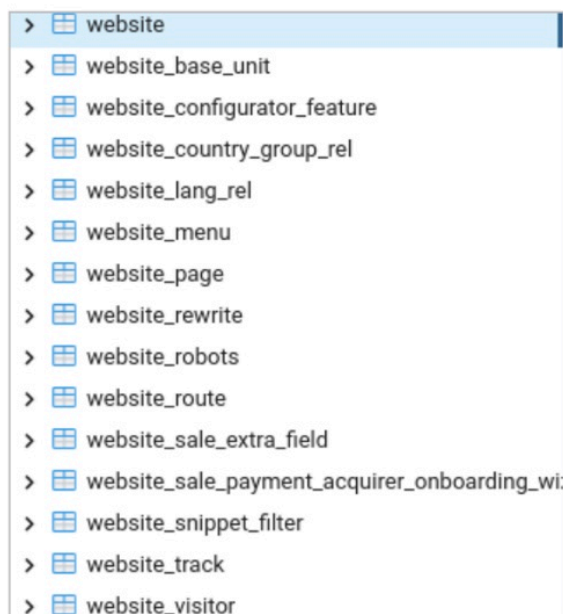 website
website_base_unit
website_configurator_feature
website_country_group_rel
website_lang_rel
website_menu
website_page
website_rewrite
website_robots
website_route
website_sale_extra_field
website_sale_payment_acquirer_onboarding_wi
website_snippet_filter
website_track
website_visitor